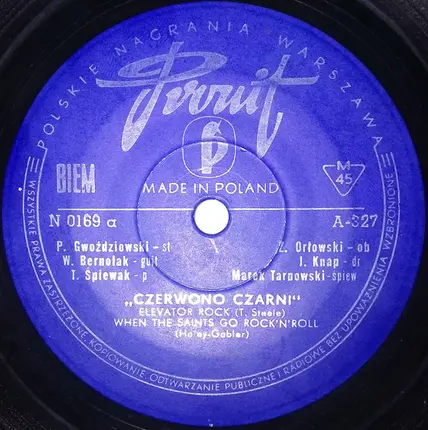 POLSKIE NAGRANIA · WARSZAWA
Pronit
P
BIEM
MADE IN POLAND
M
45
N 0169 a
A-327
P. Gwoździowski – st
Z. Orłowski – ob
W. Bernolak – guit
J. Knap – dr
T. Śpiewak – p
Marek Tarnowski – śpiew
„CZERWONO CZARNI"
ELEVATOR ROCK (T. Steele)
WHEN THE SAINTS GO ROCK'N'ROLL
(Haley-Gabler)
WSZYSTKIE PRAWA ZASTRZEŻONE. KOPIOWANIE, ODTWARZANIE PUBLICZNE I RADIOWE BEZ UPOWAŻNIENIA WZBRONIONE